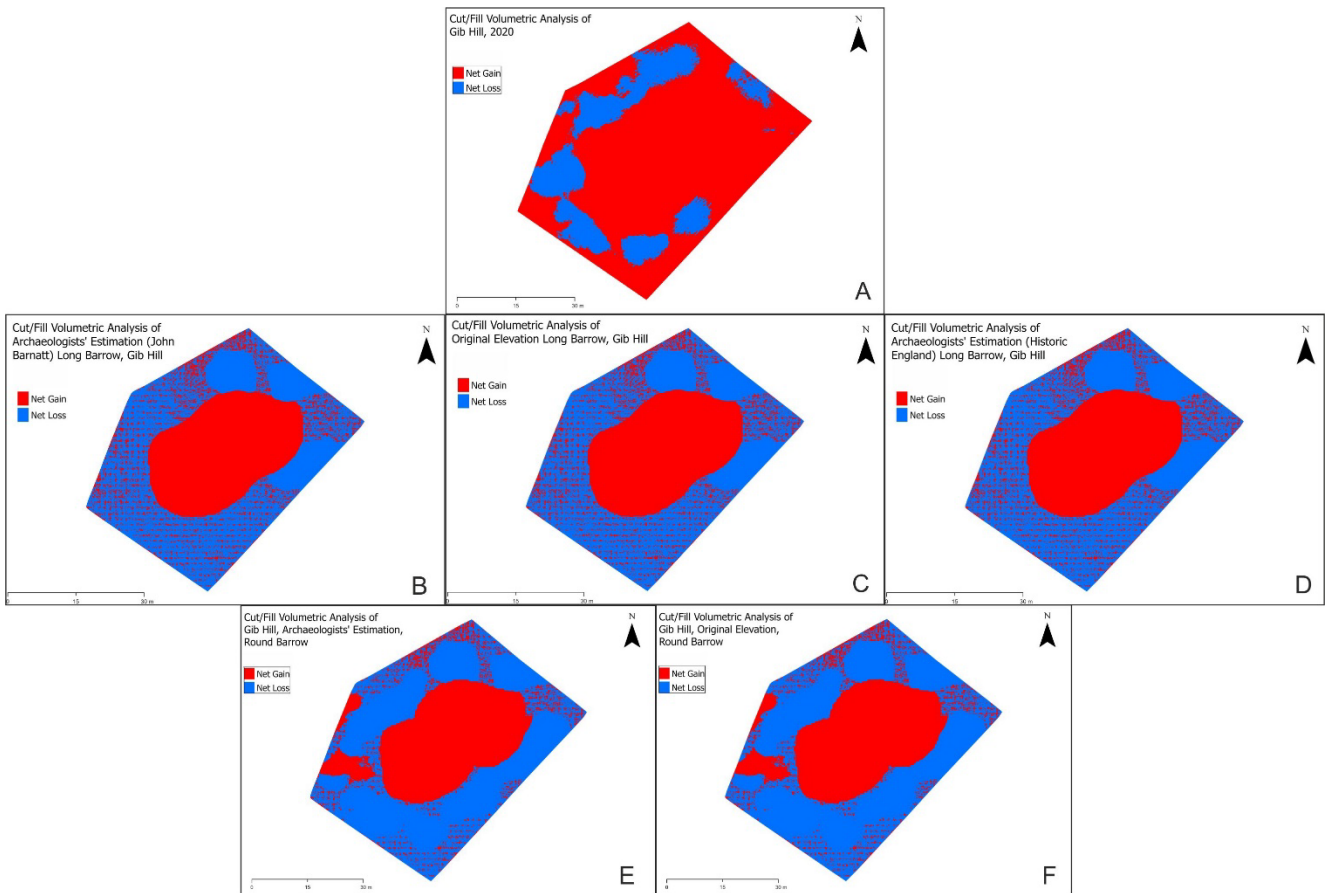 Cut/Fill Volumetric Analysis of
Gib Hill, 2020
N
Net Gain
Net Loss
0 15 30 m
A
Cut/Fill Volumetric Analysis of
Archaeologists' Estimation (John
Barnatt) Long Barrow, Gib Hill
N
Net Gain
Net Loss
0 15 30 m
B
Cut/Fill Volumetric Analysis of
Original Elevation Long Barrow, Gib Hill
N
Net Gain
Net Loss
0 15 30 m
C
Cut/Fill Volumetric Analysis of
Archaeologists' Estimation (Historic
England) Long Barrow, Gib Hill
N
Net Gain
Net Loss
0 15 30 m
D
Cut/Fill Volumetric Analysis of
Gib Hill, Archaeologists' Estimation,
Round Barrow
N
Net Gain
Net Loss
0 15 30 m
E
Cut/Fill Volumetric Analysis of
Gib Hill, Original Elevation,
Round Barrow
N
Net Gain
Net Loss
0 15 30 m
F